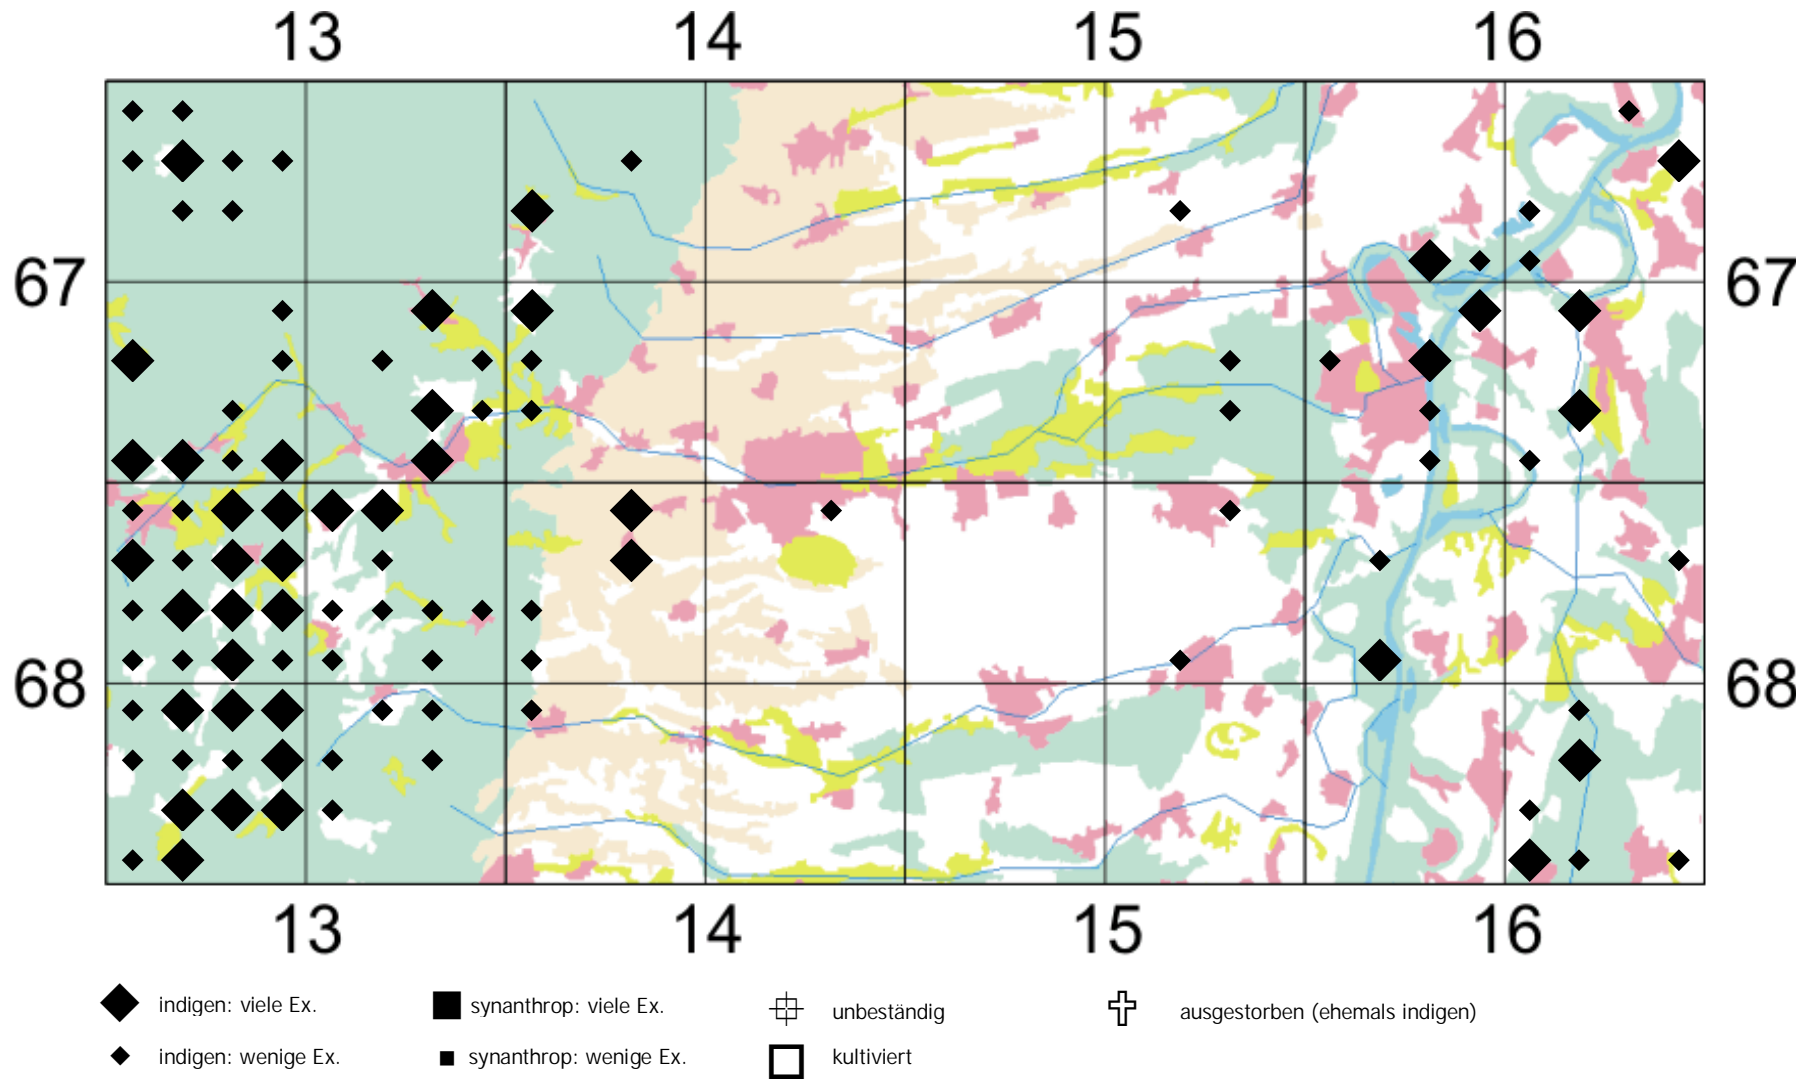 13 14 15 16
67 67
68 68
13 14 15 16
indigen: viele Ex. synanthrop: viele Ex. unbeständig ausgestorben (ehemals indigen)
indigen: wenige Ex. synanthrop: wenige Ex. kultiviert